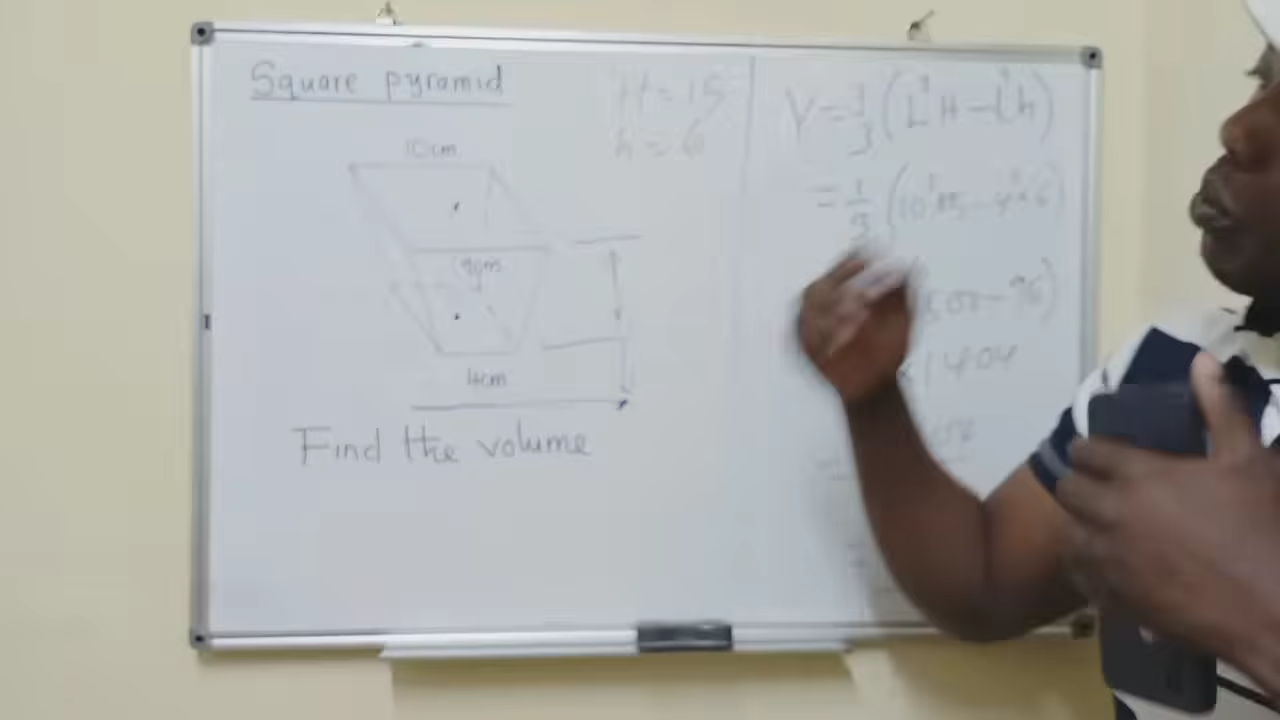 Square pyramid
H = 15
h = 6
10cm
9cm
4cm
Find the volume
V = 1/3 (L²H - l²h)
= 1/3 (10²×15 - 4²×6)
1500 - 96)
1404